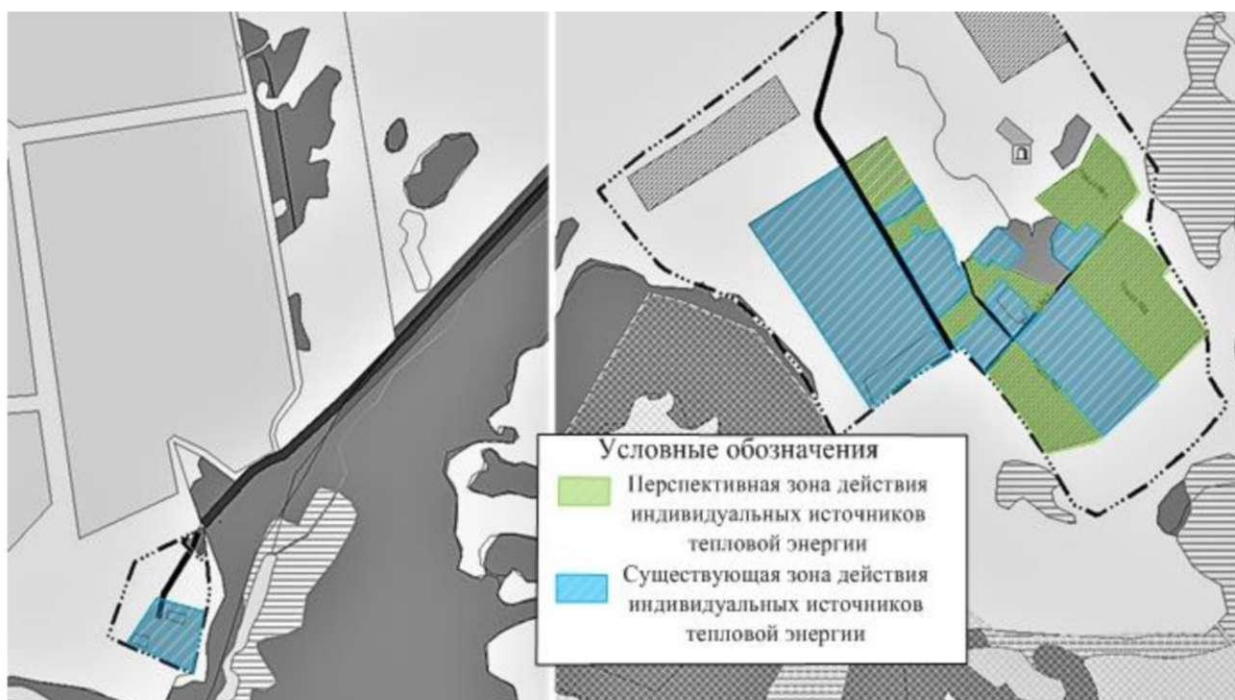 Условные обозначения
Перспективная зона действия
индивидуальных источников
тепловой энергии
Существующая зона действия
индивидуальных источников
тепловой энергии